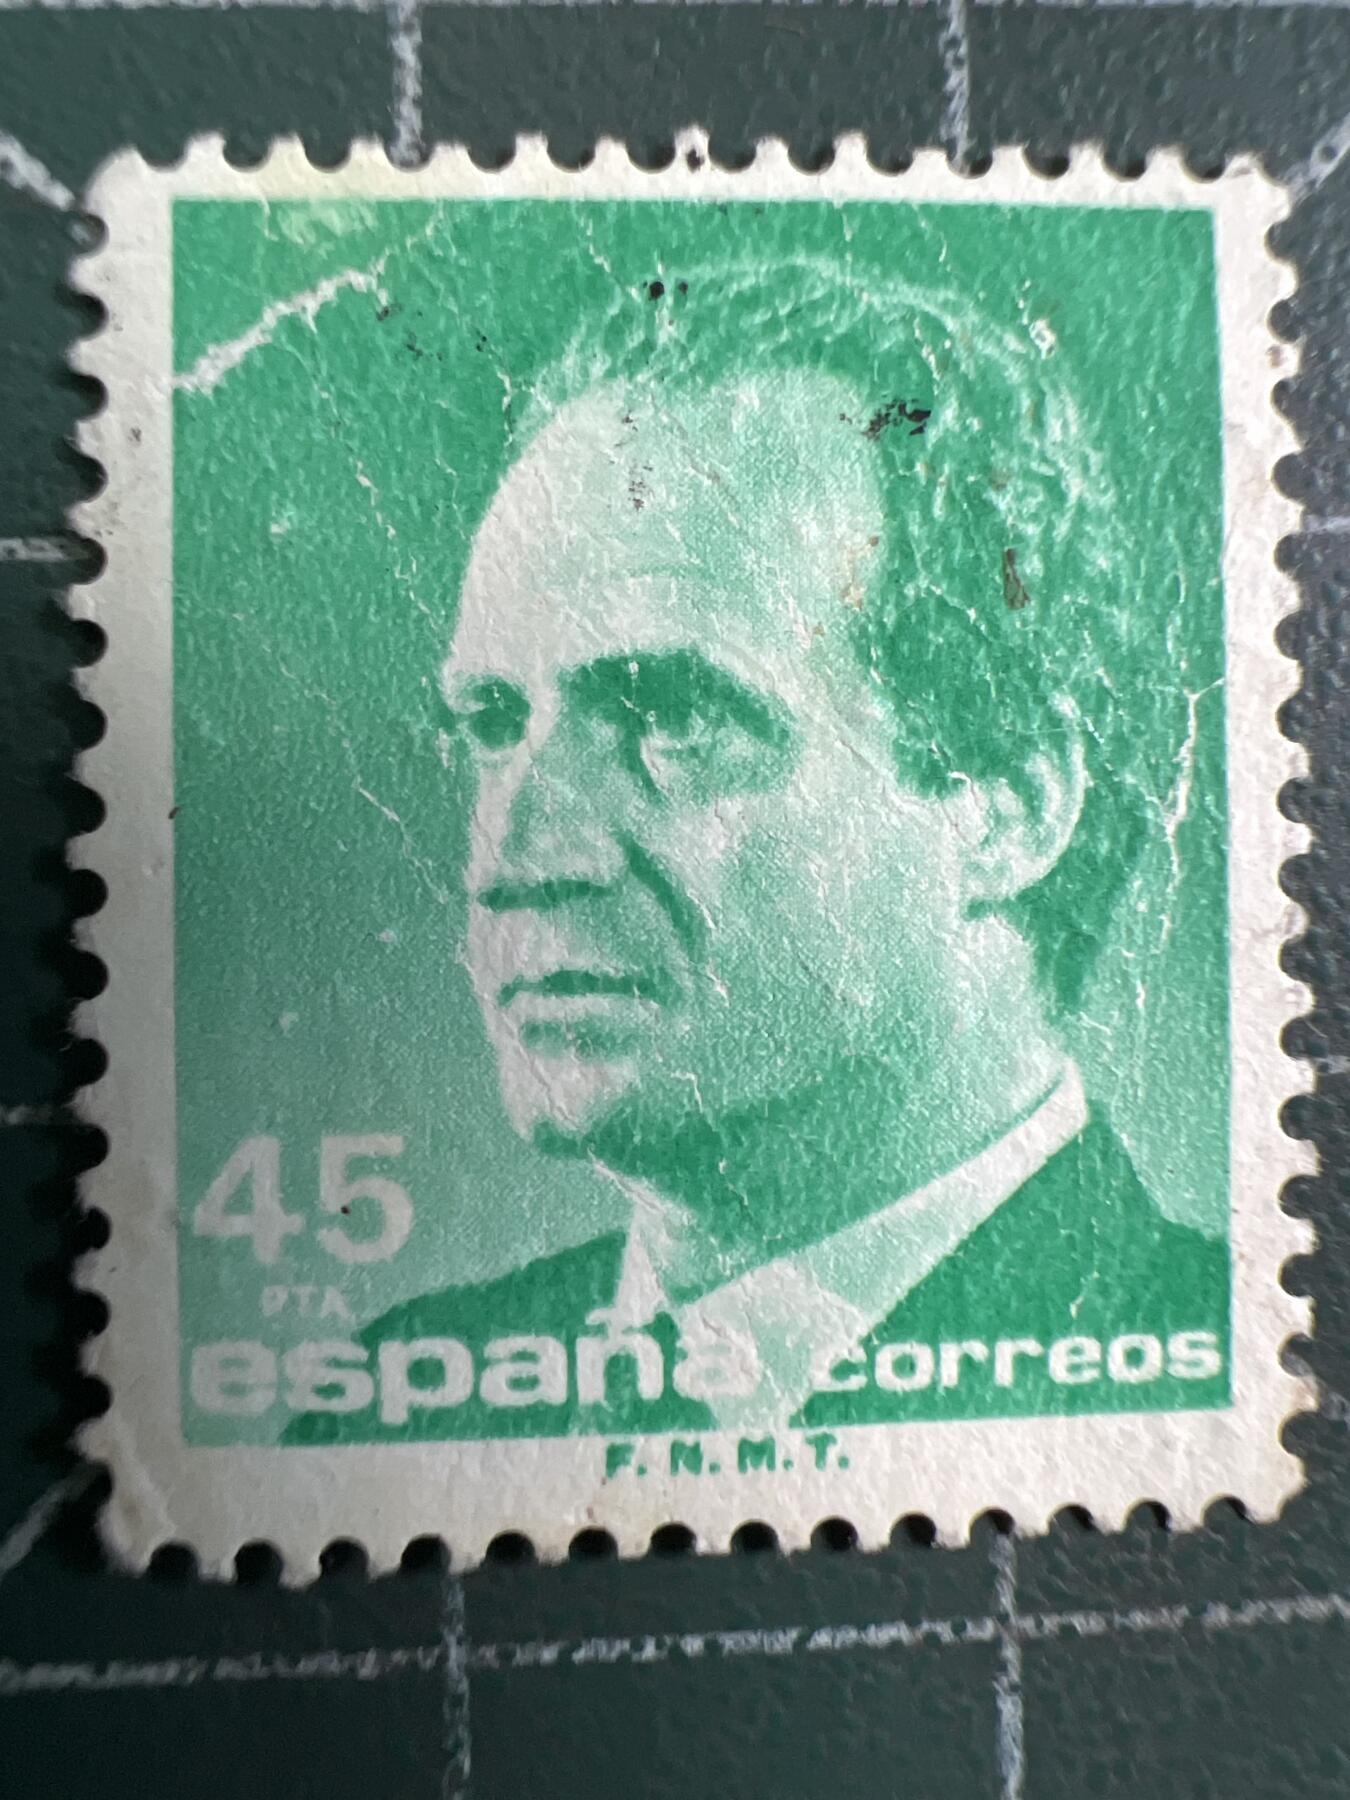 45
PTA
españa correos
F.N.M.T.